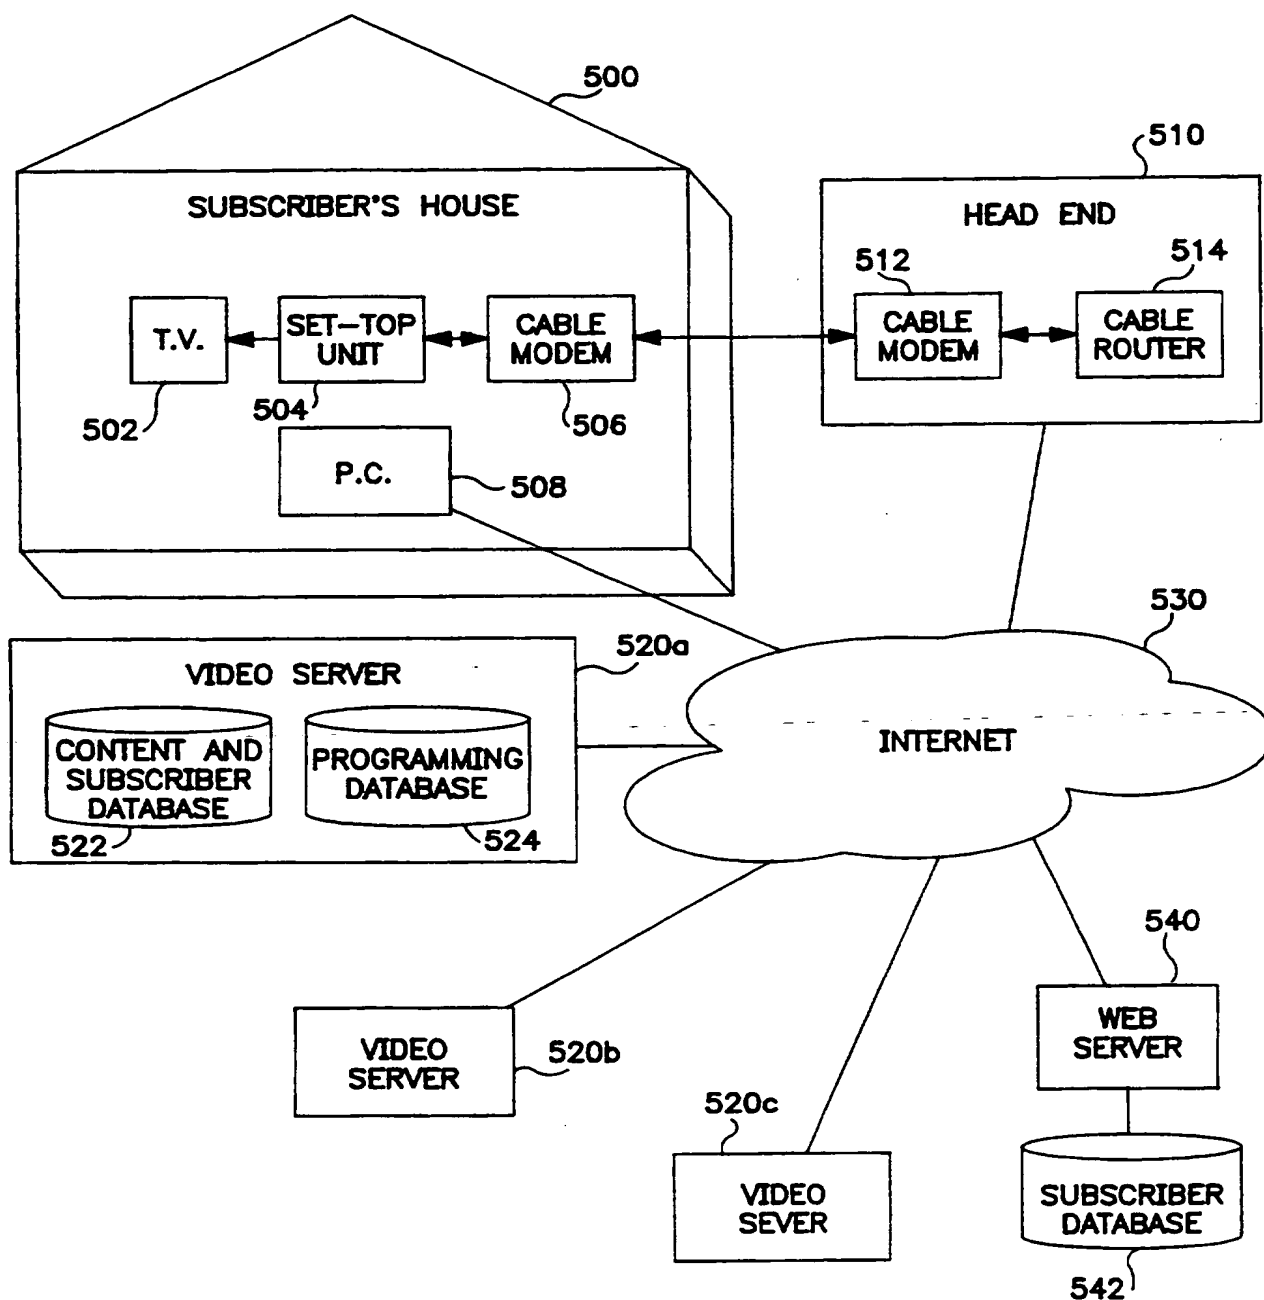 500
SUBSCRIBER'S HOUSE
T.V.
502
SET-TOP
UNIT
504
CABLE
MODEM
506
P.C.
508
510
HEAD END
512
CABLE
MODEM
514
CABLE
ROUTER
530
INTERNET
520a
VIDEO SERVER
CONTENT AND
SUBSCRIBER
DATABASE
522
PROGRAMMING
DATABASE
524
VIDEO
SERVER
520b
520c
VIDEO
SEVER
540
WEB
SERVER
SUBSCRIBER
DATABASE
542